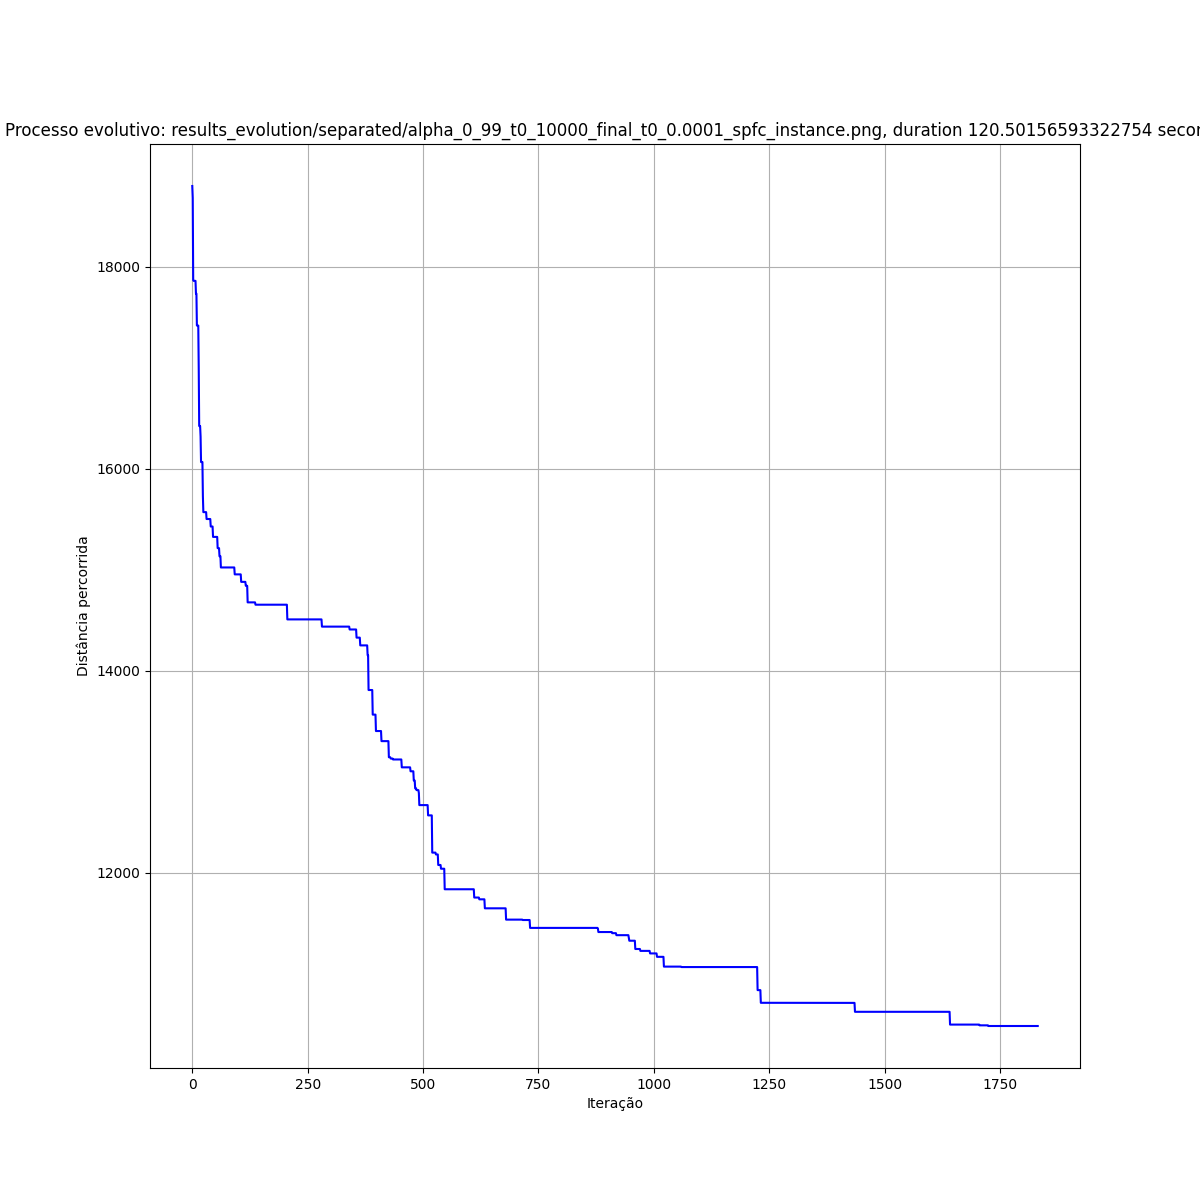 Processo evolutivo: results_evolution/separated/alpha_0_99_t0_10000_final_t0_0.0001_spfc_instance.png, duration 120.50156593322754
18000
16000
14000
12000
Distância percorrida
0 250 500 750 1000 1250 1500 1750
Iteração